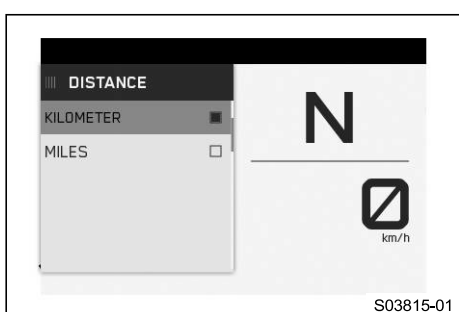 DISTANCE
KILOMETER
MILES
N
0
km/h
S03815-01